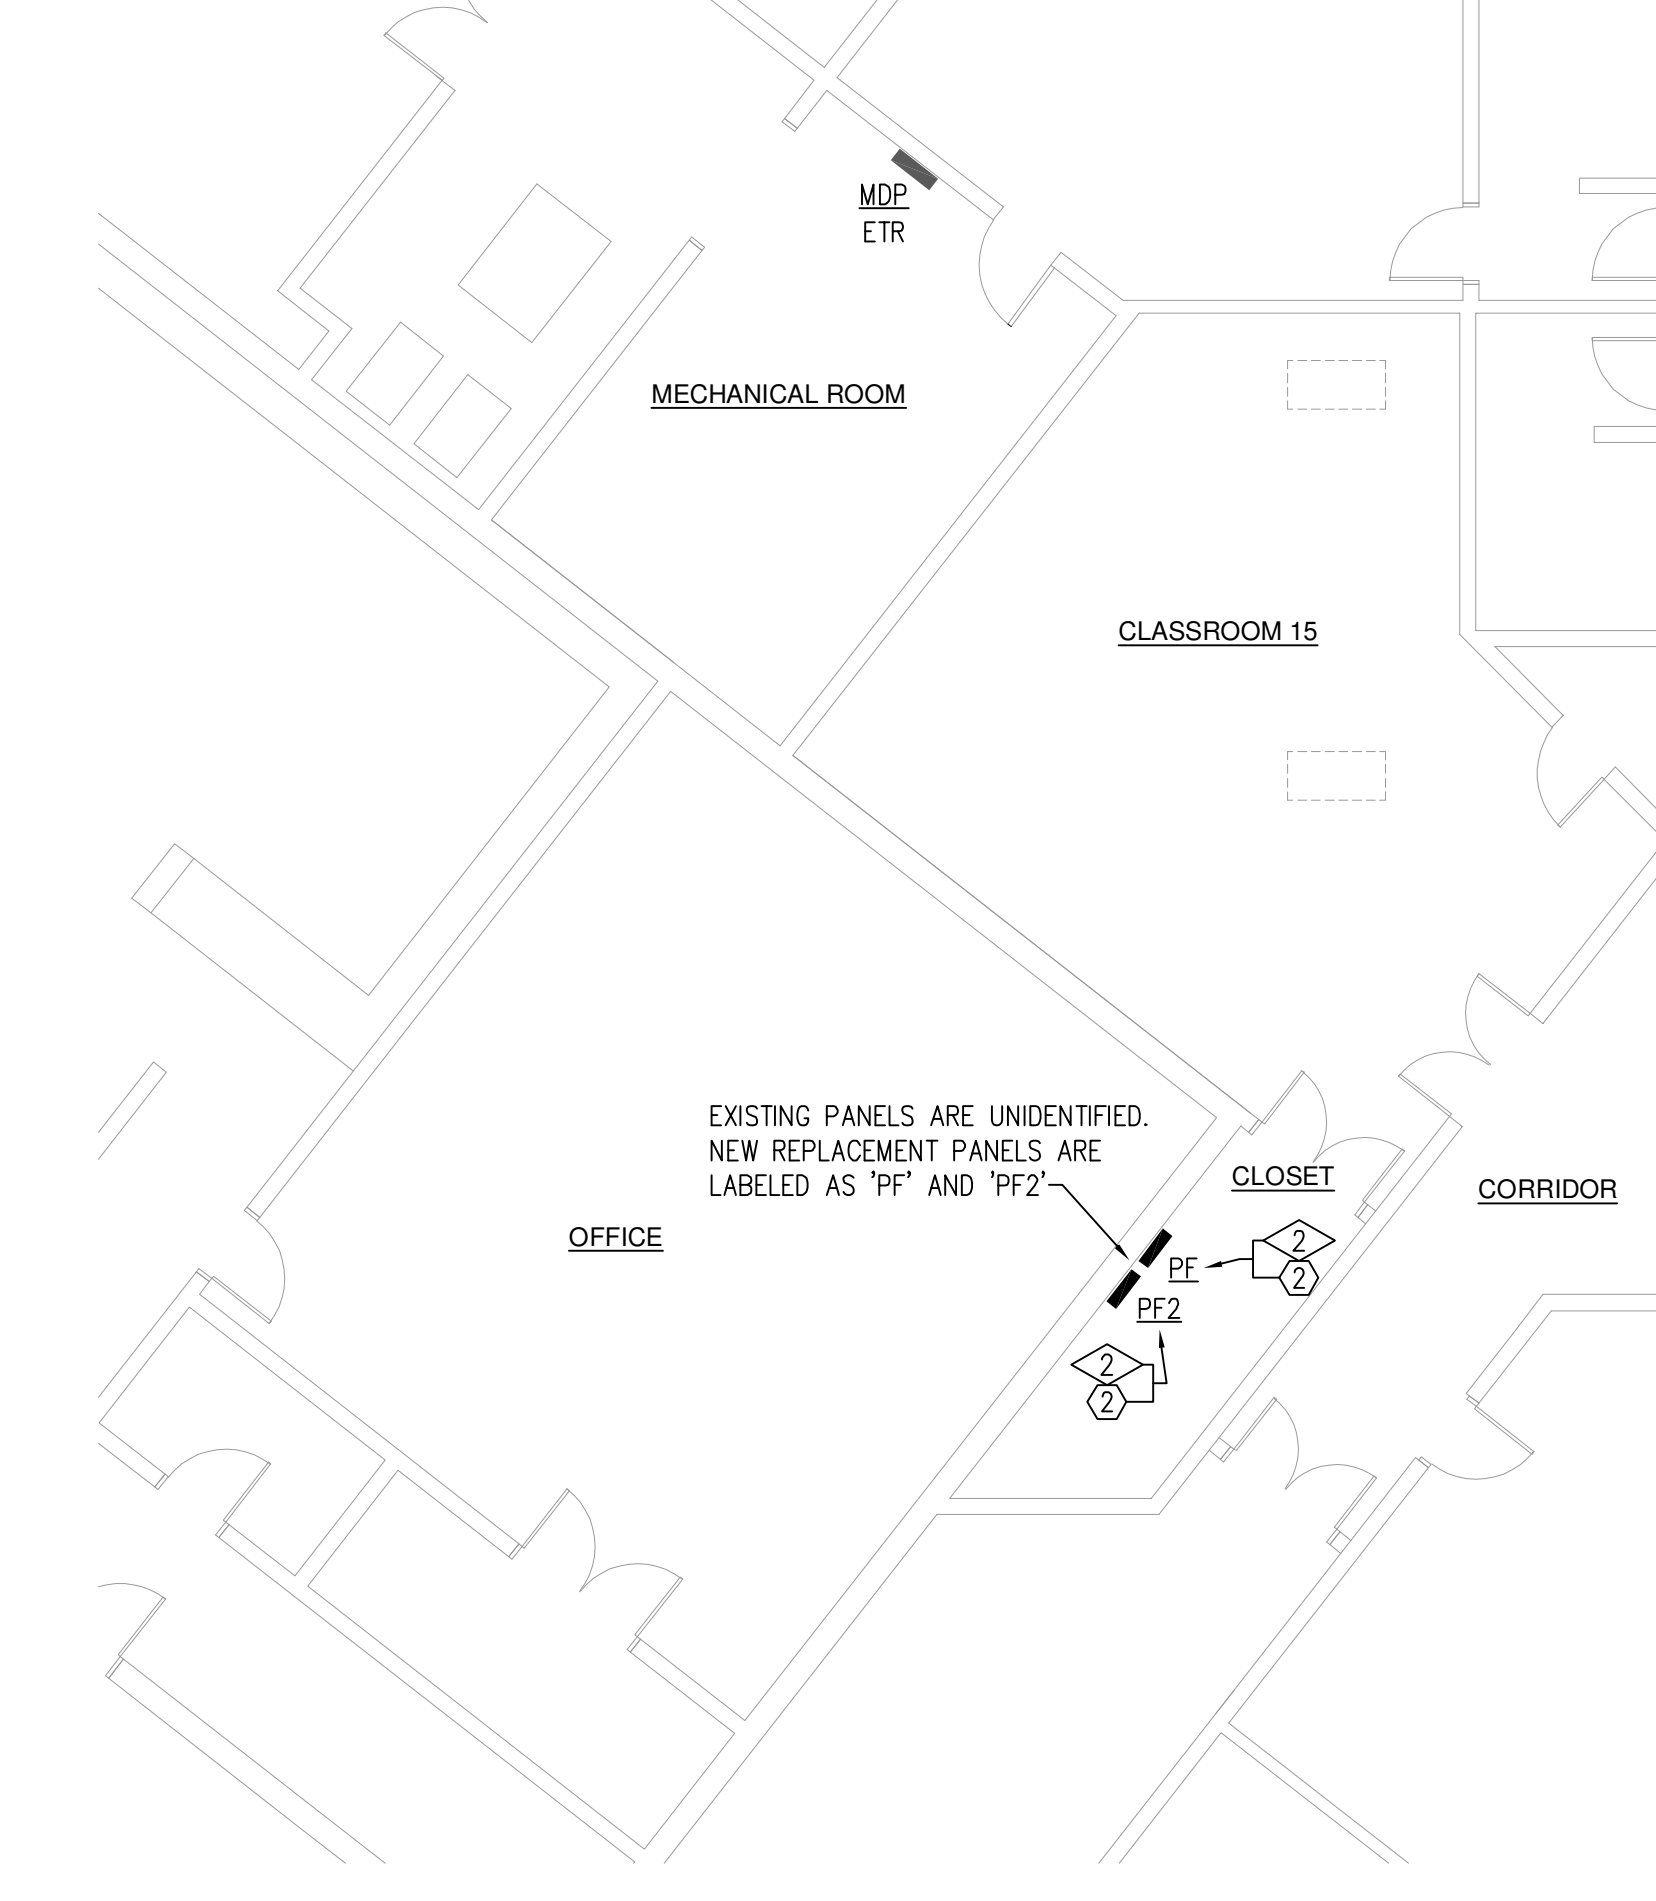 MDP
ETR
MECHANICAL ROOM
CLASSROOM 15
EXISTING PANELS ARE UNIDENTIFIED.
NEW REPLACEMENT PANELS ARE
LABELED AS 'PF' AND 'PF2'
CLOSET
CORRIDOR
OFFICE
2
PF
2
PF2
2
2